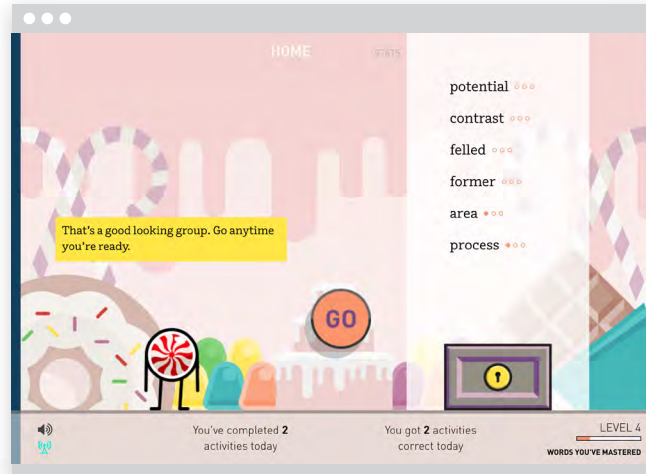 HOME
97675
potential
contrast
felled
former
area
process
That's a good looking group. Go anytime
you're ready.
GO
You've completed 2
activities today
You got 2 activities
correct today
LEVEL 4
WORDS YOU'VE MASTERED